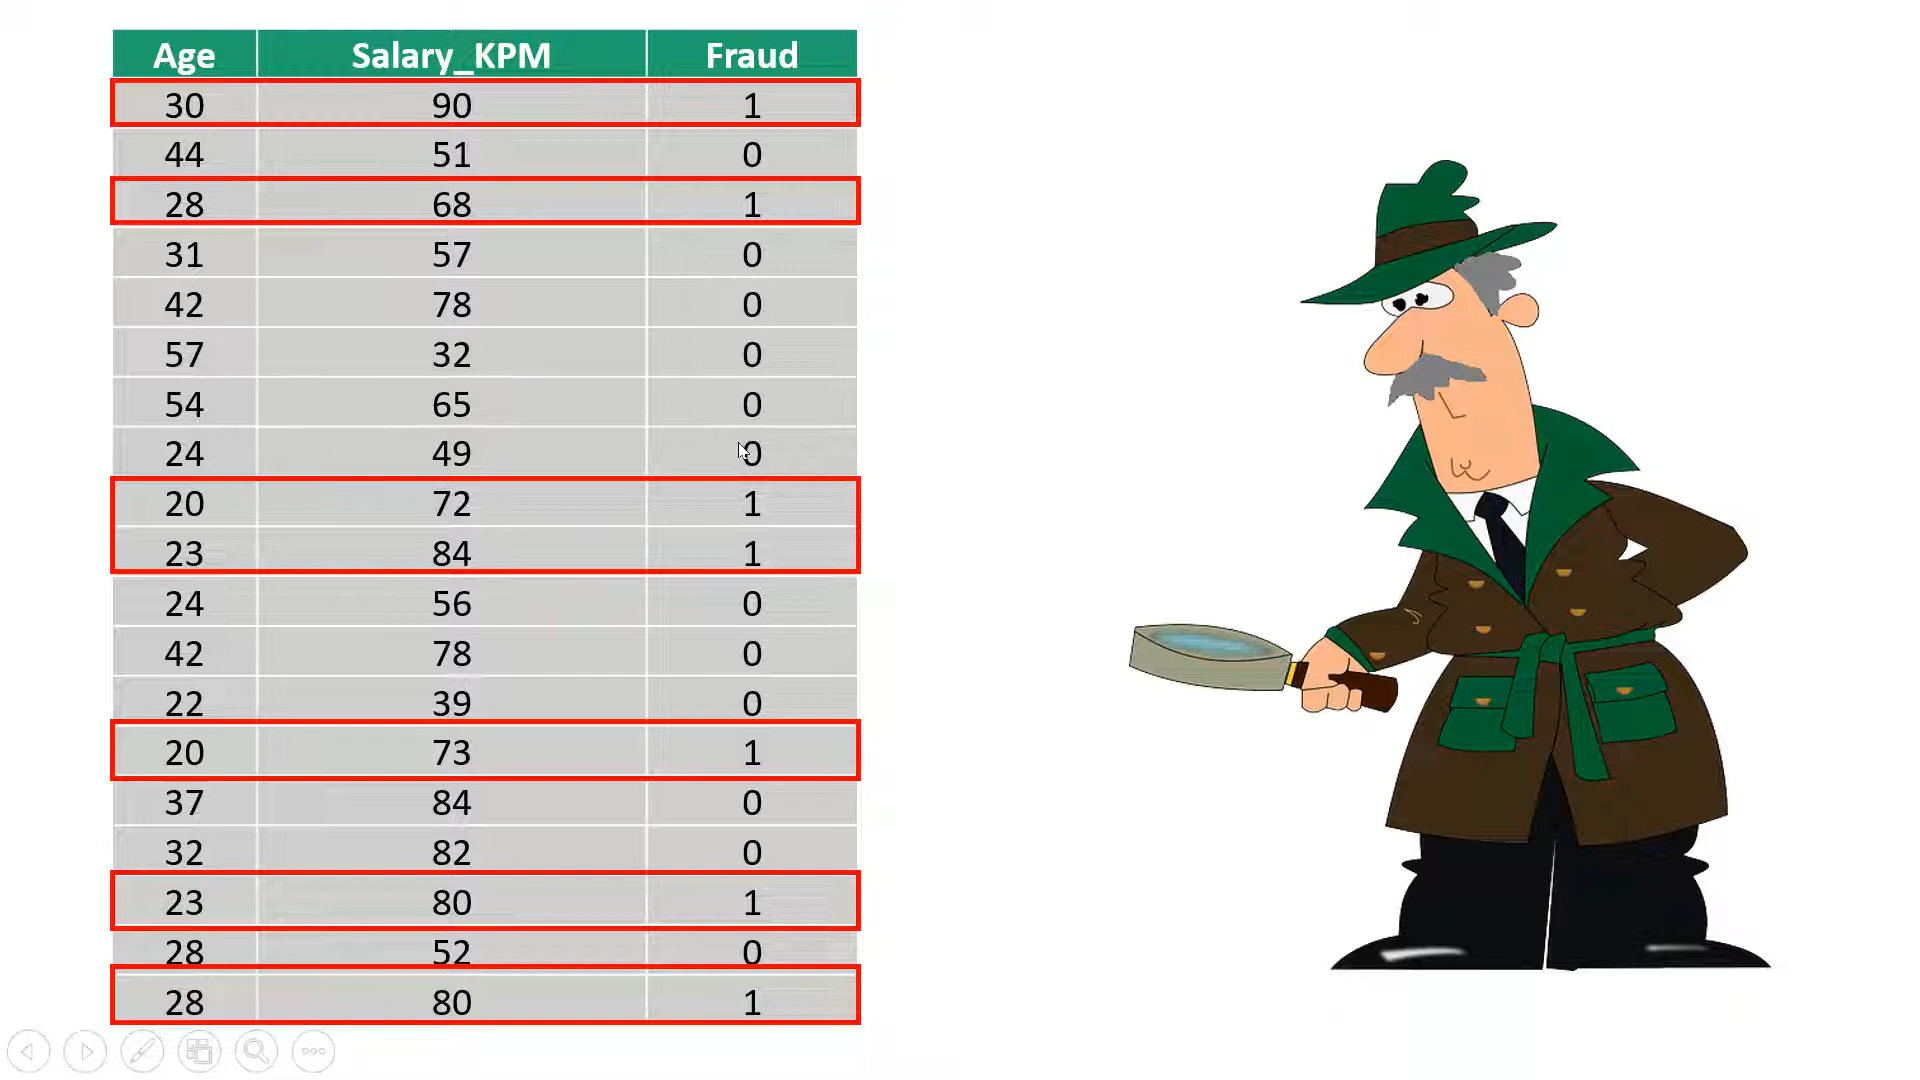 Age Salary_KPM Fraud
30 90 1
44 51 0
28 68 1
31 57 0
42 78 0
57 32 0
54 65 0
24 49 0
20 72 1
23 84 1
24 56 0
42 78 0
22 39 0
20 73 1
37 84 0
32 82 0
23 80 1
28 52 0
28 80 1